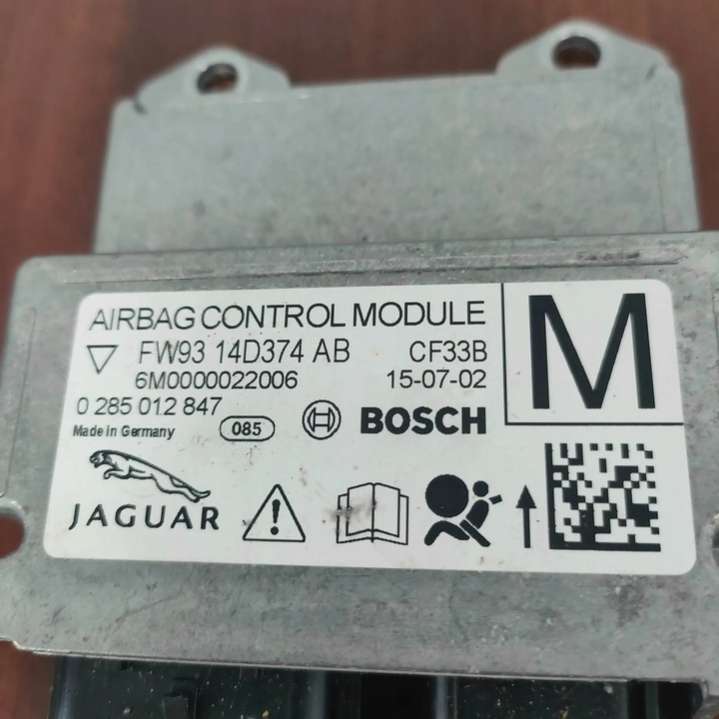 AIRBAG CONTROL MODULE
FW93 14D374 AB CF33B
6M0000022006 15-07-02
0 285 012 847
Made in Germany 085 BOSCH
M
JAGUAR